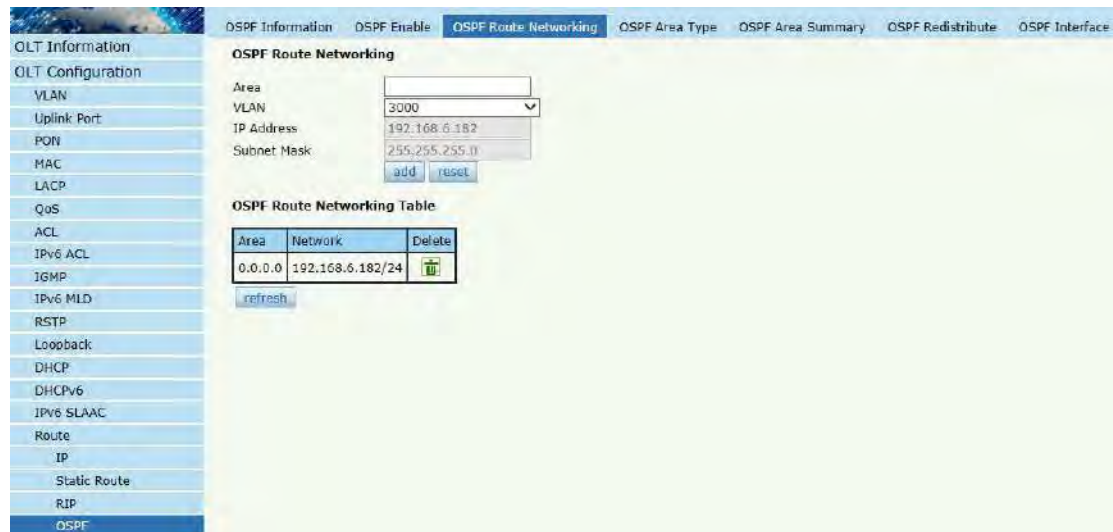 OSPF Information OSPF Enable OSPF Route Networking OSPF Area Type OSPF Area Summary OSPF Redistribute OSPF Interface
OLT Information
OLT Configuration
VLAN
Uplink Port
PON
MAC
LACP
QoS
ACL
IPv6 ACL
IGMP
IPv6 MLD
RSTP
Loopback
DHCP
DHCPv6
IPv6 SLAAC
Route
IP
Static Route
RIP
OSPF
OSPF Route Networking
Area
VLAN 3000
IP Address 192.168.6.182
Subnet Mask 255.255.255.0
add reset
OSPF Route Networking Table
Area Network Delete
0.0.0.0 192.168.6.182/24
refresh